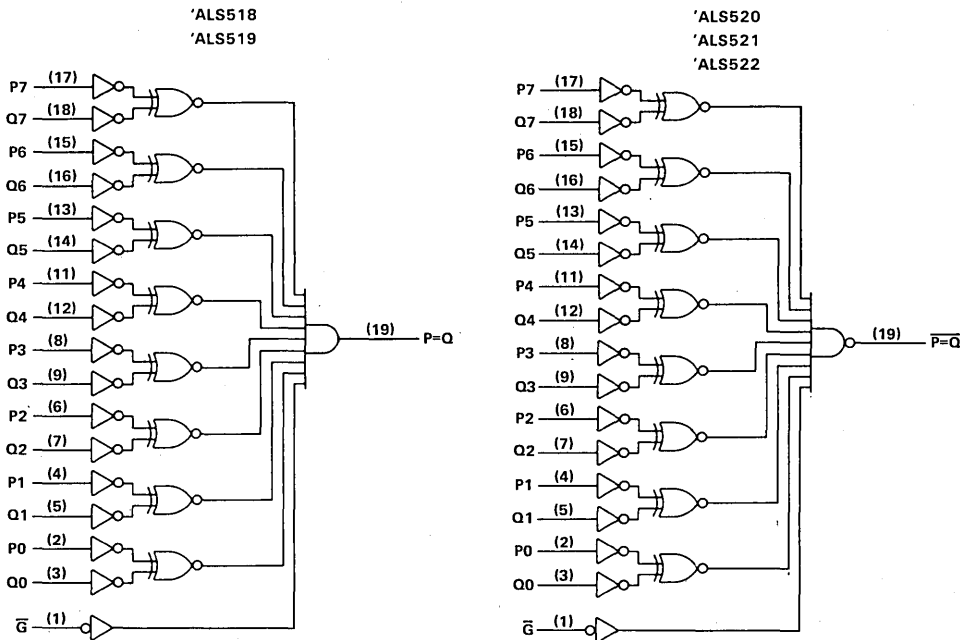 'ALS518
'ALS519
P7 (17)
Q7 (18)
P6 (15)
Q6 (16)
P5 (13)
Q5 (14)
P4 (11)
Q4 (12)
P3 (8)
Q3 (9)
P2 (6)
Q2 (7)
P1 (4)
Q1 (5)
P0 (2)
Q0 (3)
G̅ (1)
(19) P=Q
'ALS520
'ALS521
'ALS522
P7 (17)
Q7 (18)
P6 (15)
Q6 (16)
P5 (13)
Q5 (14)
P4 (11)
Q4 (12)
P3 (8)
Q3 (9)
P2 (6)
Q2 (7)
P1 (4)
Q1 (5)
P0 (2)
Q0 (3)
G̅ (1)
(19) P̅=̅Q̅